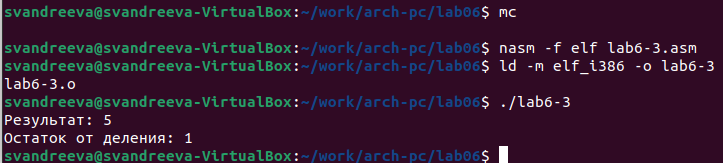 svandreeva@svandreeva-VirtualBox:~/work/arch-pc/lab06$ mc
svandreeva@svandreeva-VirtualBox:~/work/arch-pc/lab06$ nasm -f elf lab6-3.asm
svandreeva@svandreeva-VirtualBox:~/work/arch-pc/lab06$ ld -m elf_i386 -o lab6-3
lab6-3.o
svandreeva@svandreeva-VirtualBox:~/work/arch-pc/lab06$ ./lab6-3
Результат: 5
Остаток от деления: 1
svandreeva@svandreeva-VirtualBox:~/work/arch-pc/lab06$